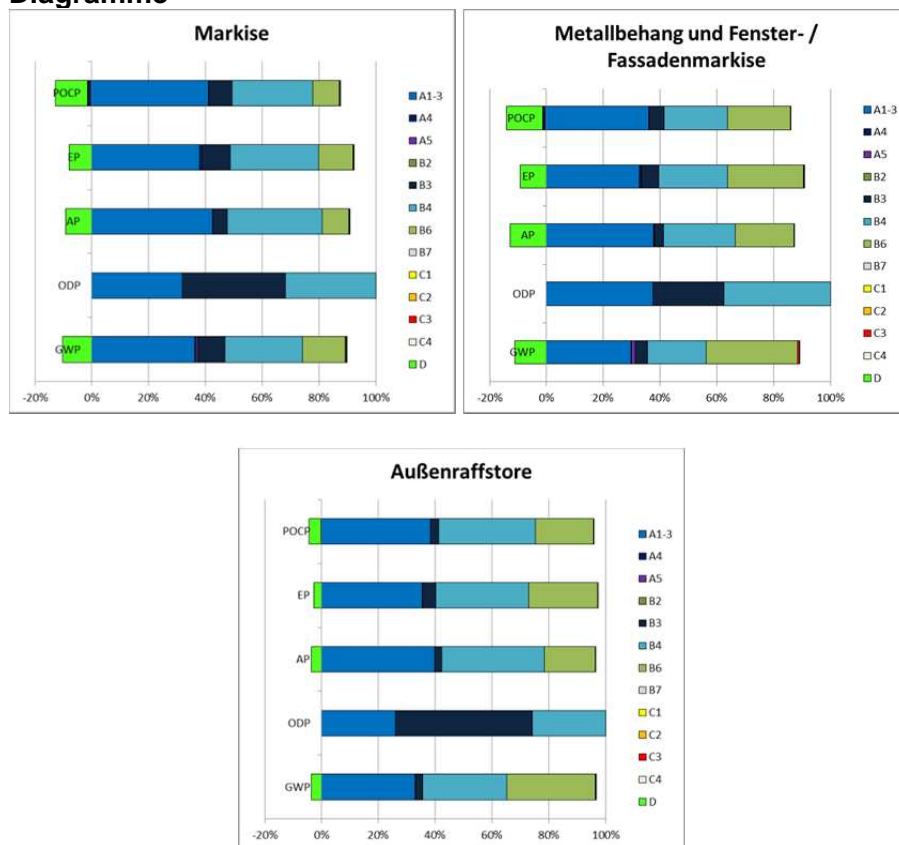 Diagramme
Markise
POCP
EP
AP
ODP
GWP
-20% 0% 20% 40% 60% 80% 100%
A1-3
A4
A5
B2
B3
B4
B6
B7
C1
C2
C3
C4
D
Metallbehang und Fenster- /
Fassadenmarkise
POCP
EP
AP
ODP
GWP
-20% 0% 20% 40% 60% 80% 100%
A1-3
A4
A5
B2
B3
B4
B6
B7
C1
C2
C3
C4
D
Außenraffstore
POCP
EP
AP
ODP
GWP
-20% 0% 20% 40% 60% 80% 100%
A1-3
A4
A5
B2
B3
B4
B6
B7
C1
C2
C3
C4
D